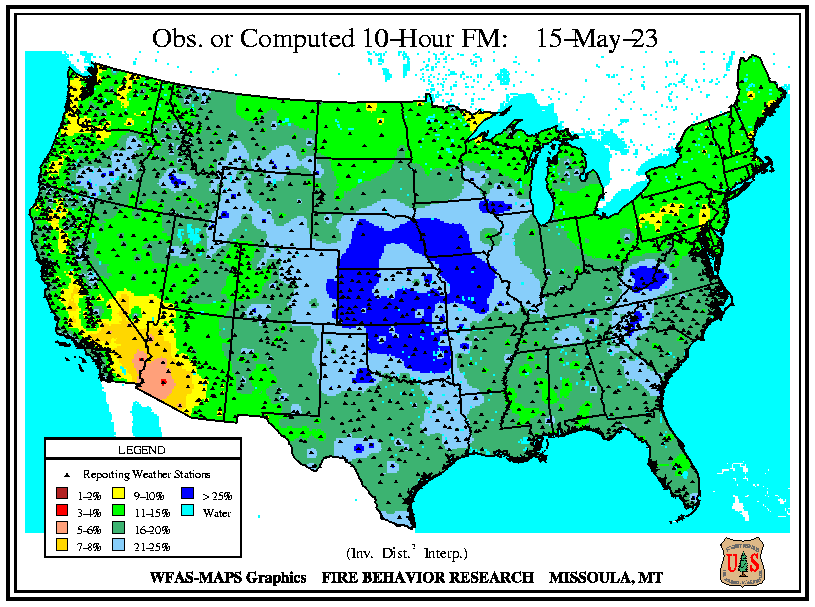 Obs. or Computed 10-Hour FM: 15-May-23
LEGEND
Reporting Weather Stations
1-2% 9-10% > 25%
3-4% 11-15% Water
5-6% 16-20%
7-8% 21-25%
(Inv. Dist.² Interp.)
WFAS-MAPS Graphics FIRE BEHAVIOR RESEARCH MISSOULA, MT
U S